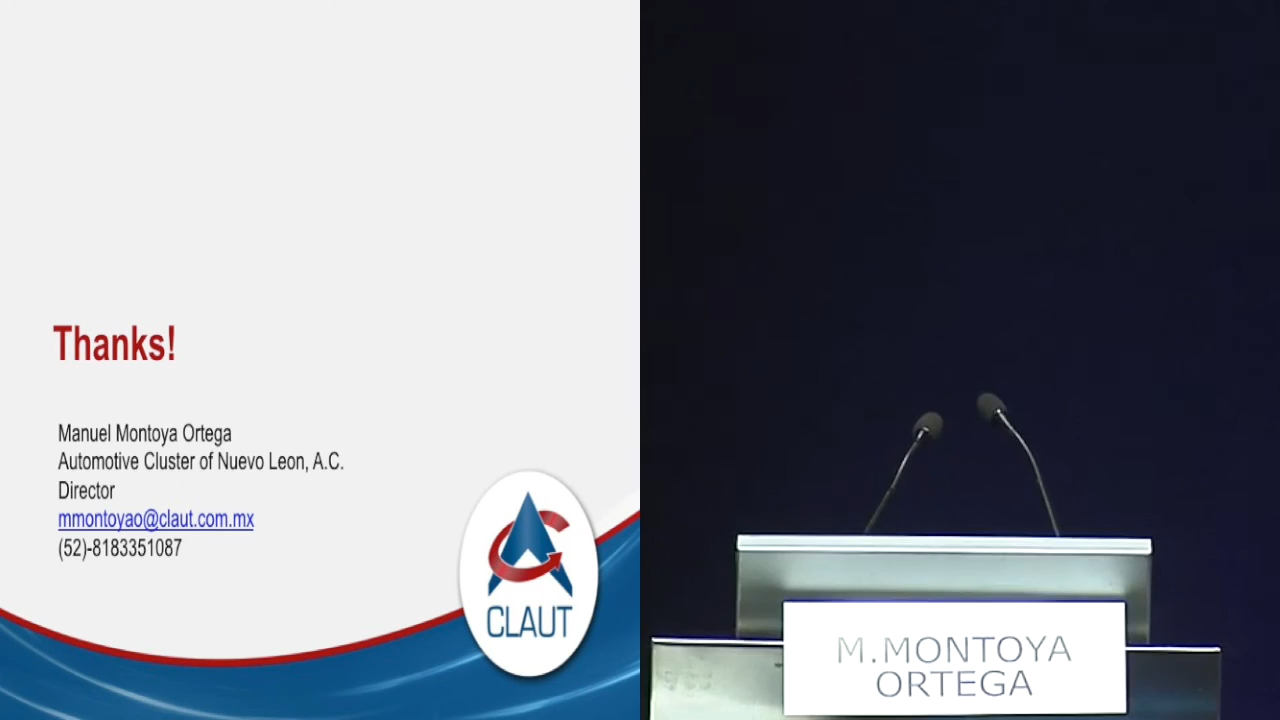 Thanks!
Manuel Montoya Ortega
Automotive Cluster of Nuevo Leon, A.C.
Director
mmontoyao@claut.com.mx
(52)-8183351087
CLAUT
M.MONTOYA
ORTEGA